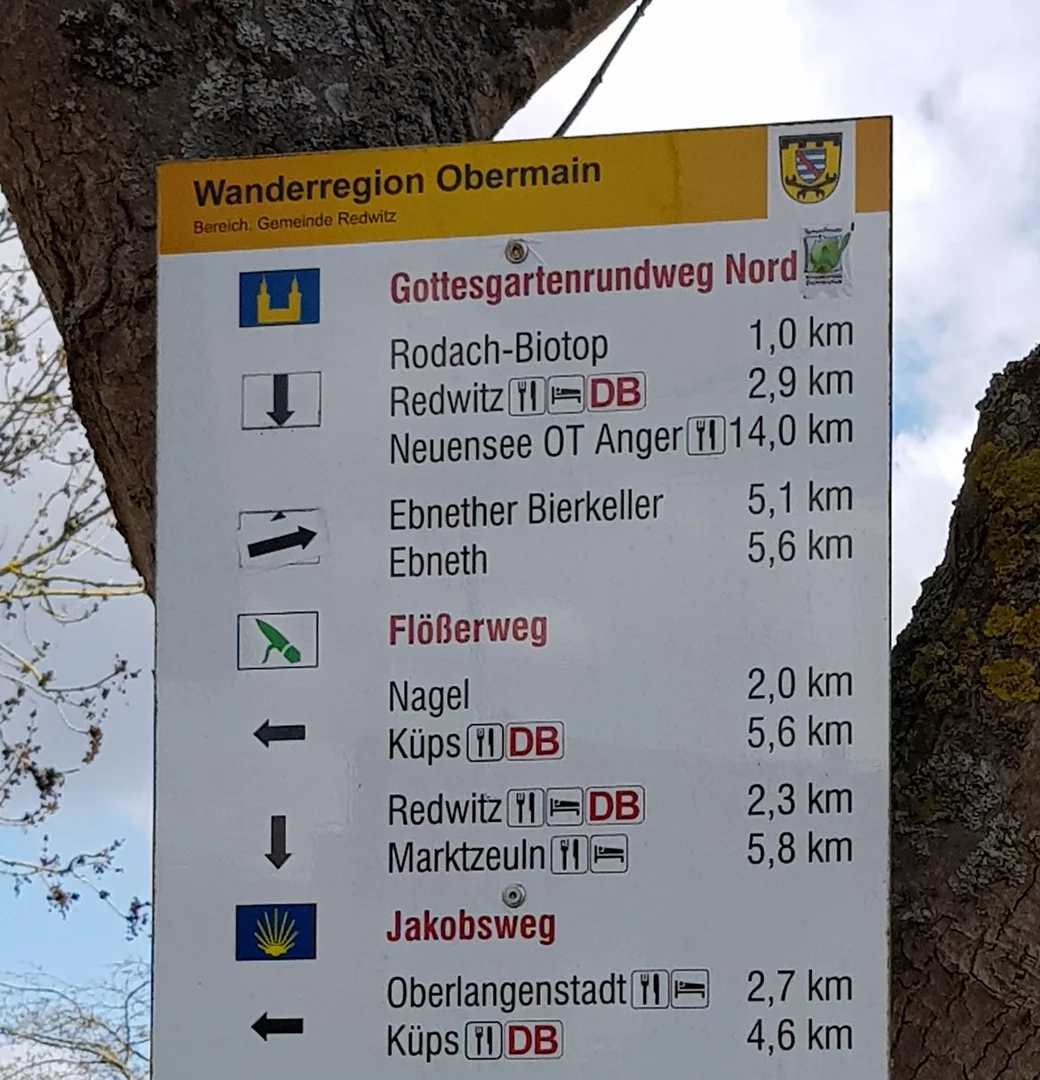 Wanderregion Obermain
Bereich: Gemeinde Redwitz
Gottesgartenrundweg Nord
Rodach-Biotop 1,0 km
Redwitz DB 2,9 km
Neuensee OT Anger 14,0 km
Ebnether Bierkeller 5,1 km
Ebneth 5,6 km
Flößerweg
Nagel 2,0 km
Küps DB 5,6 km
Redwitz DB 2,3 km
Marktzeuln 5,8 km
Jakobsweg
Oberlangenstadt 2,7 km
Küps DB 4,6 km